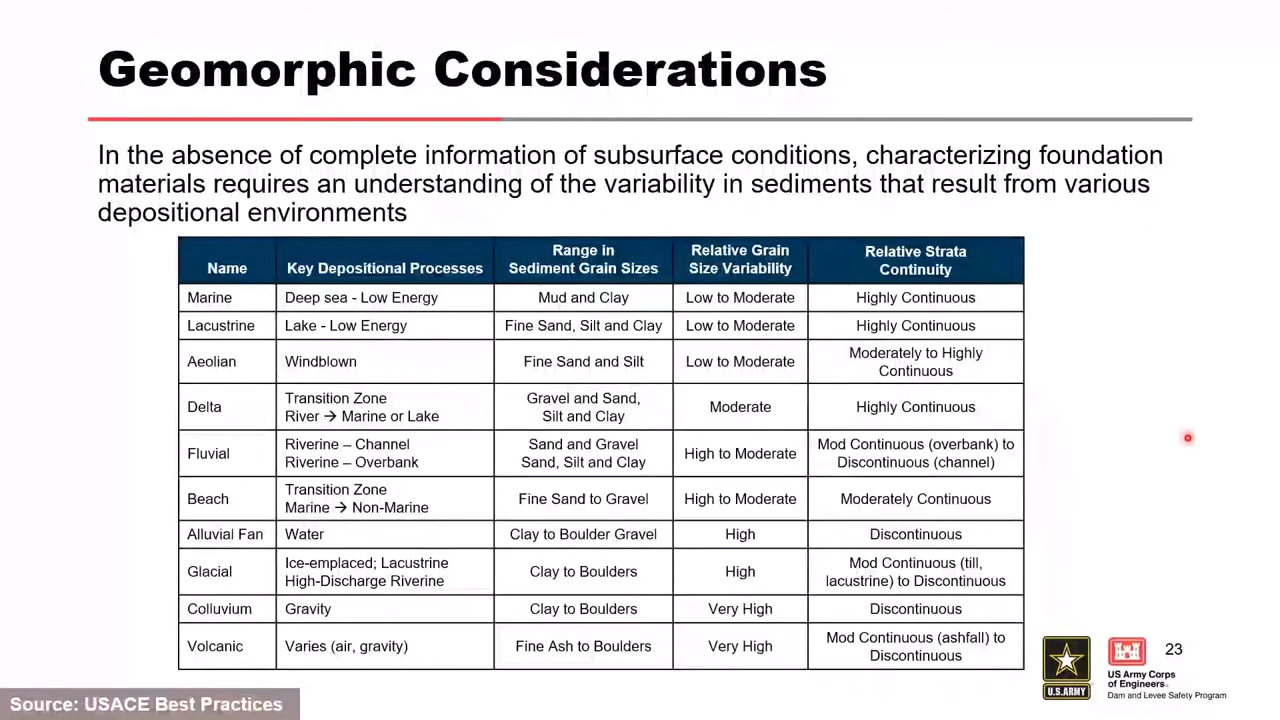 Geomorphic Considerations
In the absence of complete information of subsurface conditions, characterizing foundation
materials requires an understanding of the variability in sediments that result from various
depositional environments
Name
Key Depositional Processes
Range in
Sediment Grain Sizes
Relative Grain
Size Variability
Relative Strata
Continuity
Marine
Deep sea - Low Energy
Mud and Clay
Low to Moderate
Highly Continuous
Lacustrine
Lake - Low Energy
Fine Sand, Silt and Clay
Low to Moderate
Highly Continuous
Aeolian
Windblown
Fine Sand and Silt
Low to Moderate
Moderately to Highly
Continuous
Delta
Transition Zone
River → Marine or Lake
Gravel and Sand,
Silt and Clay
Moderate
Highly Continuous
Fluvial
Riverine – Channel
Riverine – Overbank
Sand and Gravel
Sand, Silt and Clay
High to Moderate
Mod Continuous (overbank) to
Discontinuous (channel)
Beach
Transition Zone
Marine → Non-Marine
Fine Sand to Gravel
High to Moderate
Moderately Continuous
Alluvial Fan
Water
Clay to Boulder Gravel
High
Discontinuous
Glacial
Ice-emplaced; Lacustrine
High-Discharge Riverine
Clay to Boulders
High
Mod Continuous (till,
lacustrine) to Discontinuous
Colluvium
Gravity
Clay to Boulders
Very High
Discontinuous
Volcanic
Varies (air, gravity)
Fine Ash to Boulders
Very High
Mod Continuous (ashfall) to
Discontinuous
23
U.S.ARMY
US Army Corps
of Engineers®
Dam and Levee Safety Program
Source: USACE Best Practices